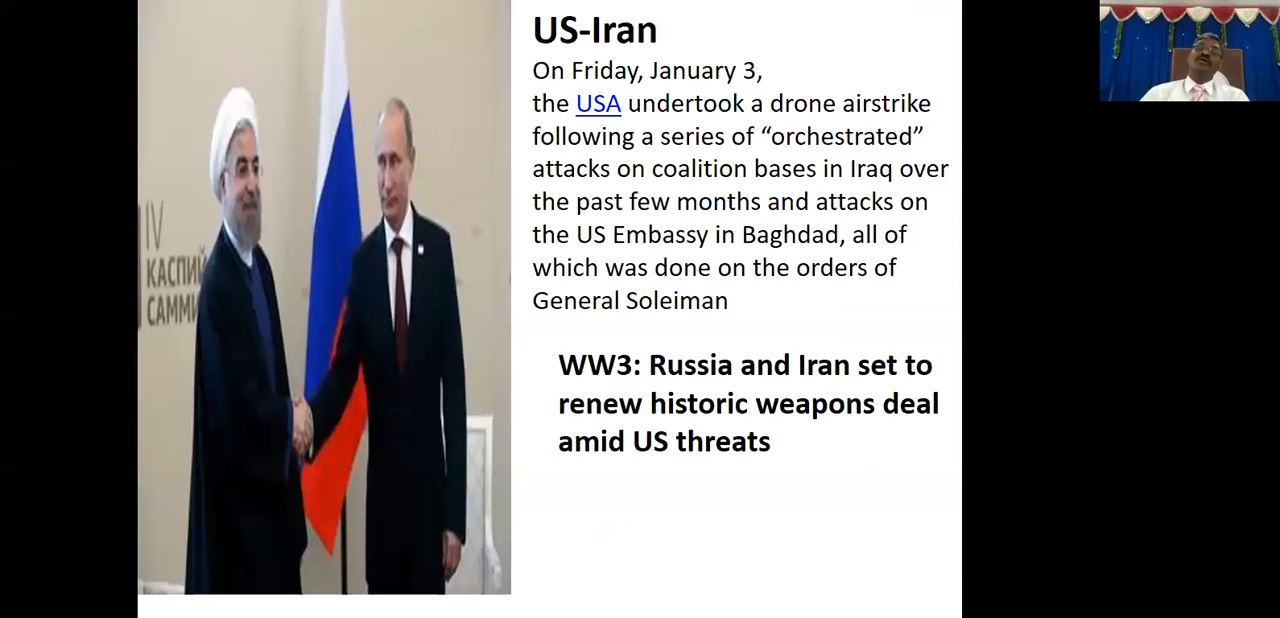 US-Iran
On Friday, January 3,
the USA undertook a drone airstrike
following a series of “orchestrated”
attacks on coalition bases in Iraq over
the past few months and attacks on
the US Embassy in Baghdad, all of
which was done on the orders of
General Soleiman
WW3: Russia and Iran set to
renew historic weapons deal
amid US threats
IV
КАСПИЙ
САММИ